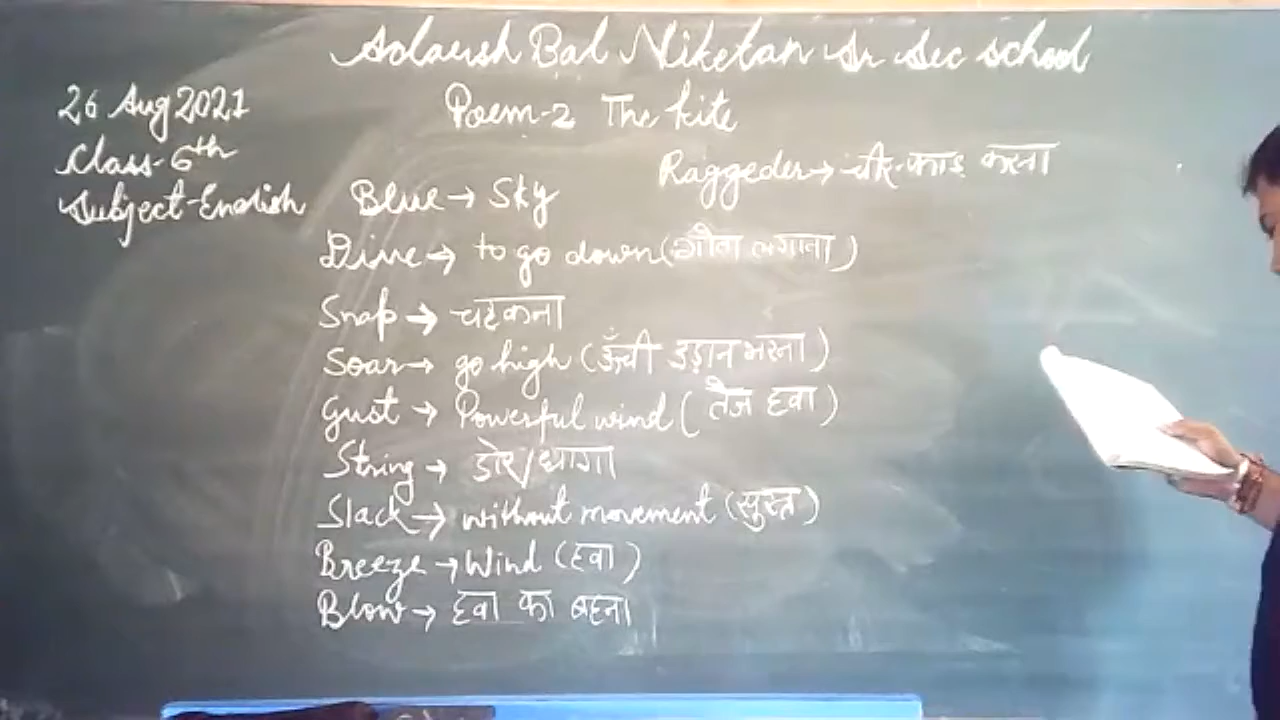 Adarsh Bal Niketan Sr Sec school
26 Aug 2021
Poem-2 The kite
Class-6th
Raggeder→ चीर-फाड़ करना
Subject-English
Blue → Sky
Dive → to go down (गोता लगाना)
Snap → चटकना
Soar → go high (ऊँची उड़ान भरना)
Gust → Powerful wind (तेज हवा)
String → डोर/धागा
Slack → without movement (सुस्त)
Breeze → Wind (हवा)
Blow → हवा का बहना